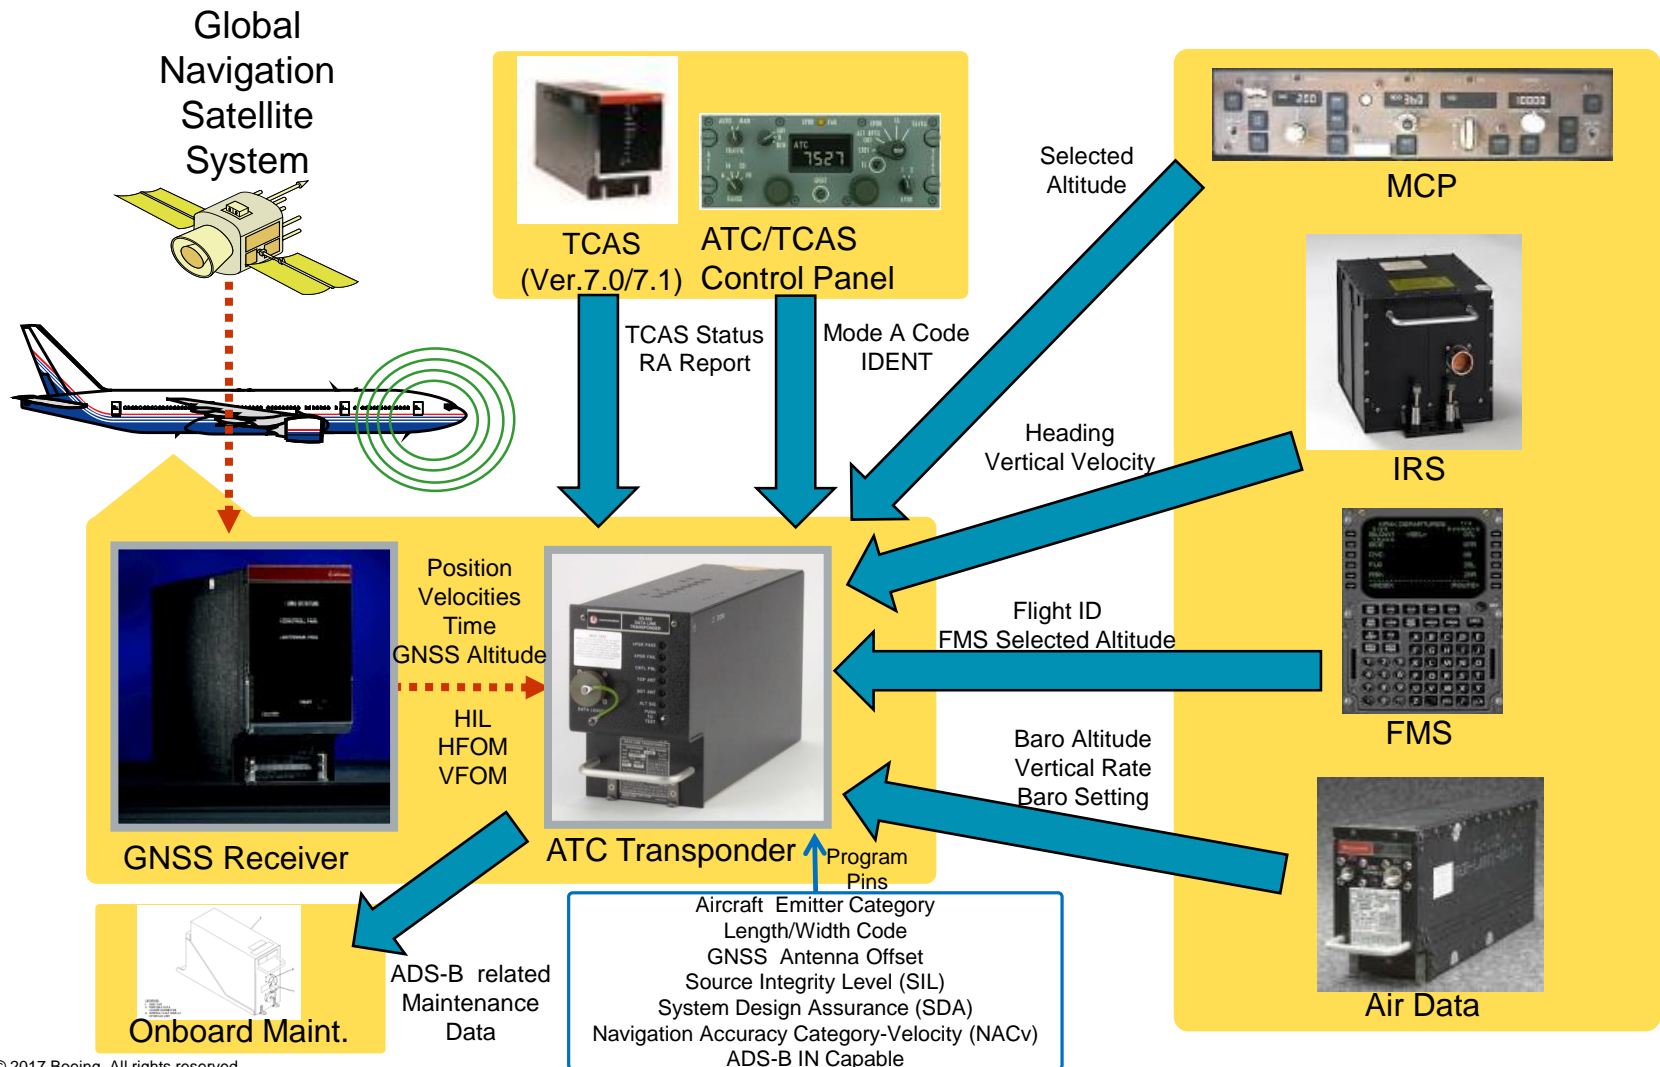 Global
Navigation
Satellite
System
TCAS
(Ver.7.0/7.1)
ATC
7527
ATC/TCAS
Control Panel
MCP
Selected
Altitude
TCAS Status
RA Report
Mode A Code
IDENT
Heading
Vertical Velocity
IRS
Position
Velocities
Time
GNSS Altitude
HIL
HFOM
VFOM
Flight ID
FMS Selected Altitude
FMS
Baro Altitude
Vertical Rate
Baro Setting
Air Data
GNSS Receiver
ATC Transponder
Program
Pins
Aircraft Emitter Category
Length/Width Code
GNSS Antenna Offset
Source Integrity Level (SIL)
System Design Assurance (SDA)
Navigation Accuracy Category-Velocity (NACv)
ADS-B IN Capable
ADS-B related
Maintenance
Data
Onboard Maint.
© 2017 Boeing. All rights reserved